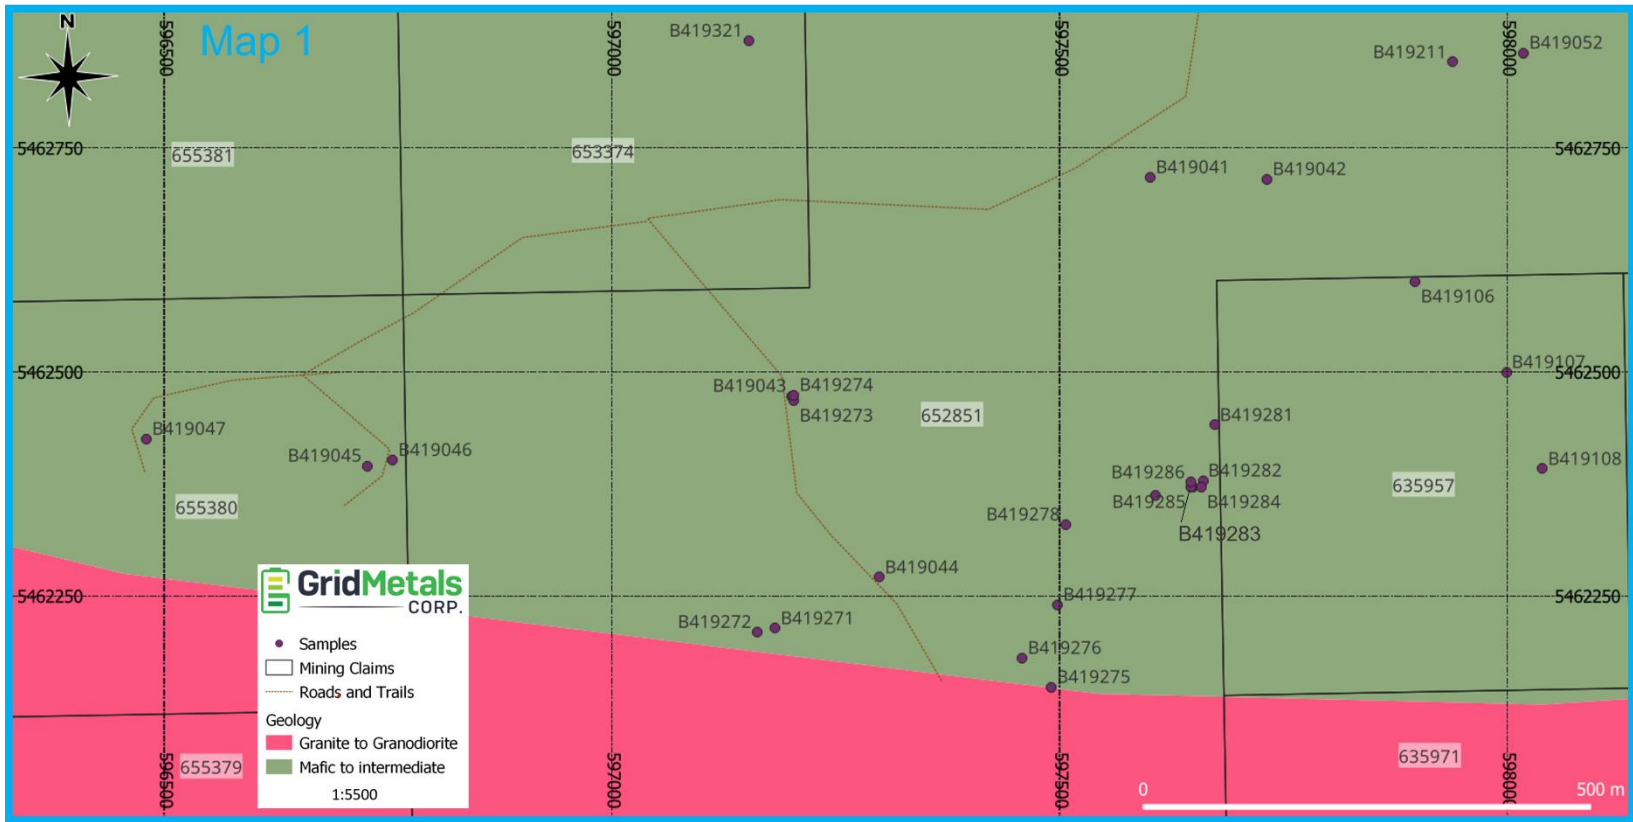 N
Map 1
596500
597000
597500
598000
B419321
B419211
B419052
5462750
5462750
655381
653374
B419041
B419042
B419106
B419107
5462500
5462500
B419043
B419274
B419273
652851
B419281
B419047
B419045
B419046
B419286
B419282
B419108
635957
B419285
B419284
655380
B419278
B419283
B419044
5462250
5462250
B419277
B419272
B419271
B419276
B419275
GridMetals
CORP.
Samples
Mining Claims
Roads and Trails
Geology
Granite to Granodiorite
Mafic to intermediate
1:5500
655379
635971
596500
597000
597500
598000
0
500 m